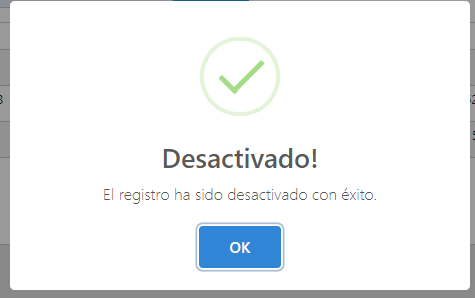 Desactivado!
El registro ha sido desactivado con éxito.
OK